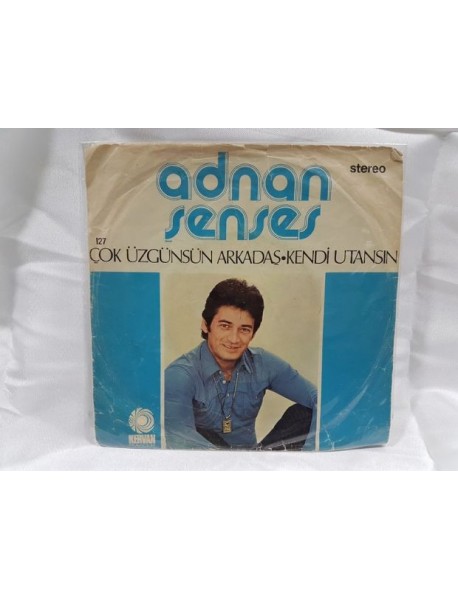 adnan
şenses
stereo
127
ÇOK ÜZGÜNSÜN ARKADAŞ•KENDİ UTANSIN
KERVAN